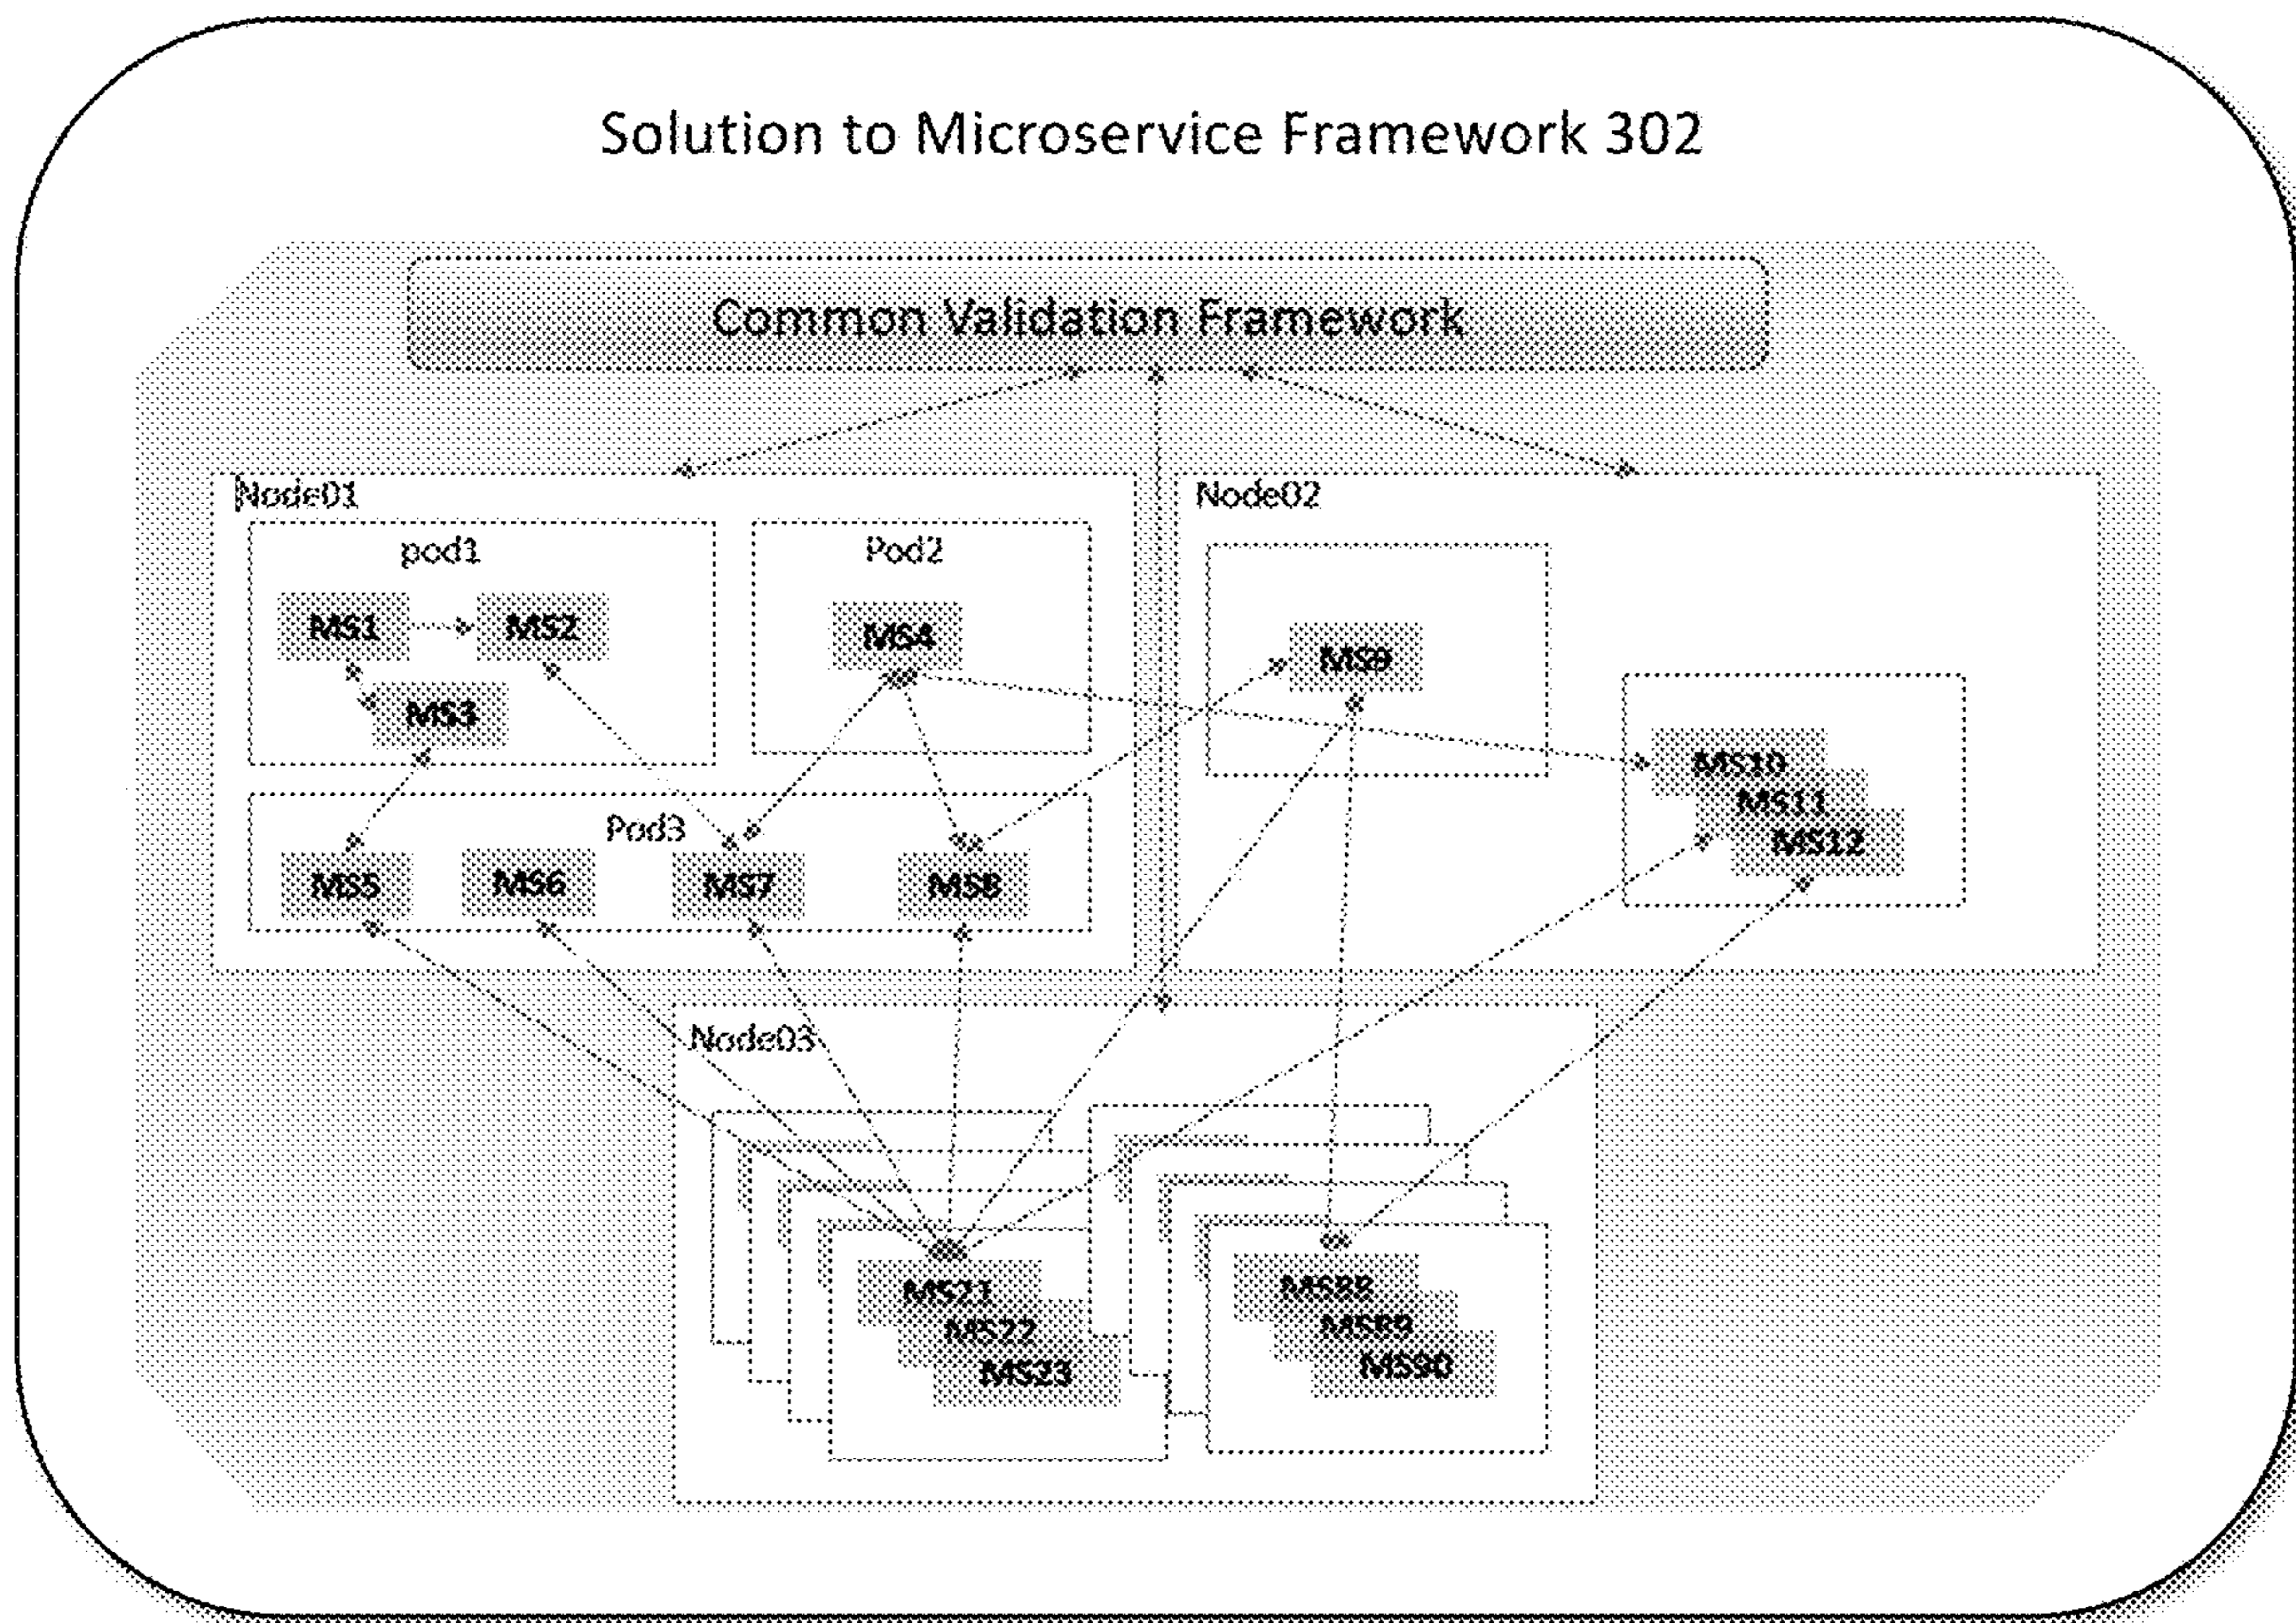 Solution to Microservice Framework 302
Common Validation Framework
Node01
pod1
MS1
MS2
MS3
Pod2
MS4
Pod3
MS5
MS6
MS7
MS8
Node02
MS9
MS10
MS11
MS12
Node03
MS21
MS22
MS23
MS88
MS89
MS90